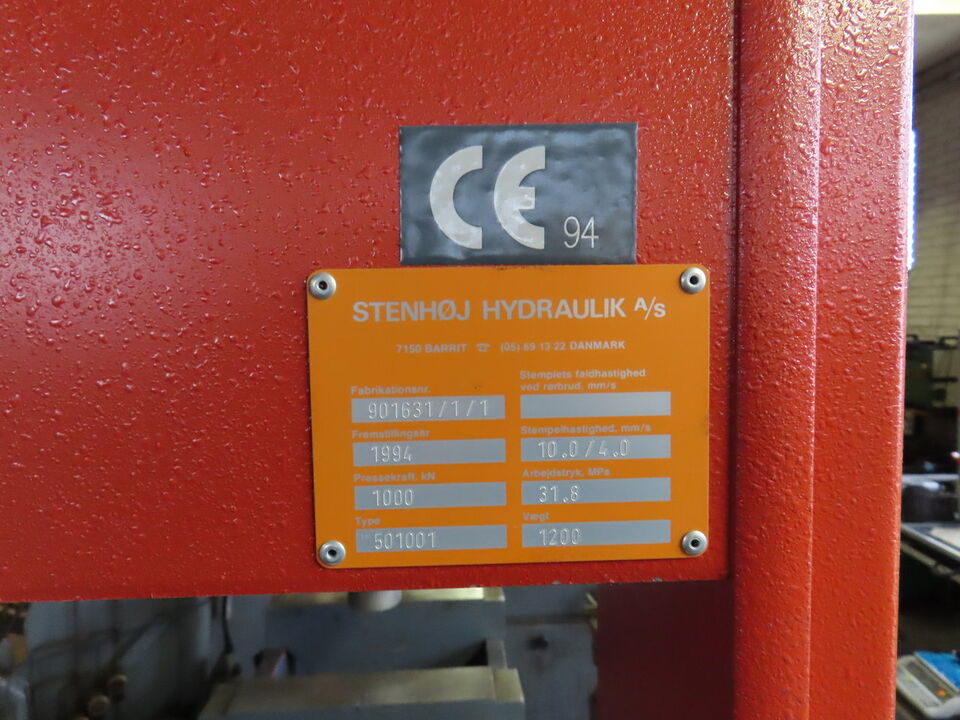 CE 94
STENHØJ HYDRAULIK A/S
7150 BARRIT ☎ (05) 69 13 22 DANMARK
Fabrikationsnr.
901631/1/1
Fremstillingsår
1994
Pressekraft, kN
1000
Type
501001
Stemplets faldhastighed
ved rørbrud, mm/s
Stempelhastighed, mm/s
10.0/4.0
Arbejdstryk, MPa
31.8
Vægt
1200